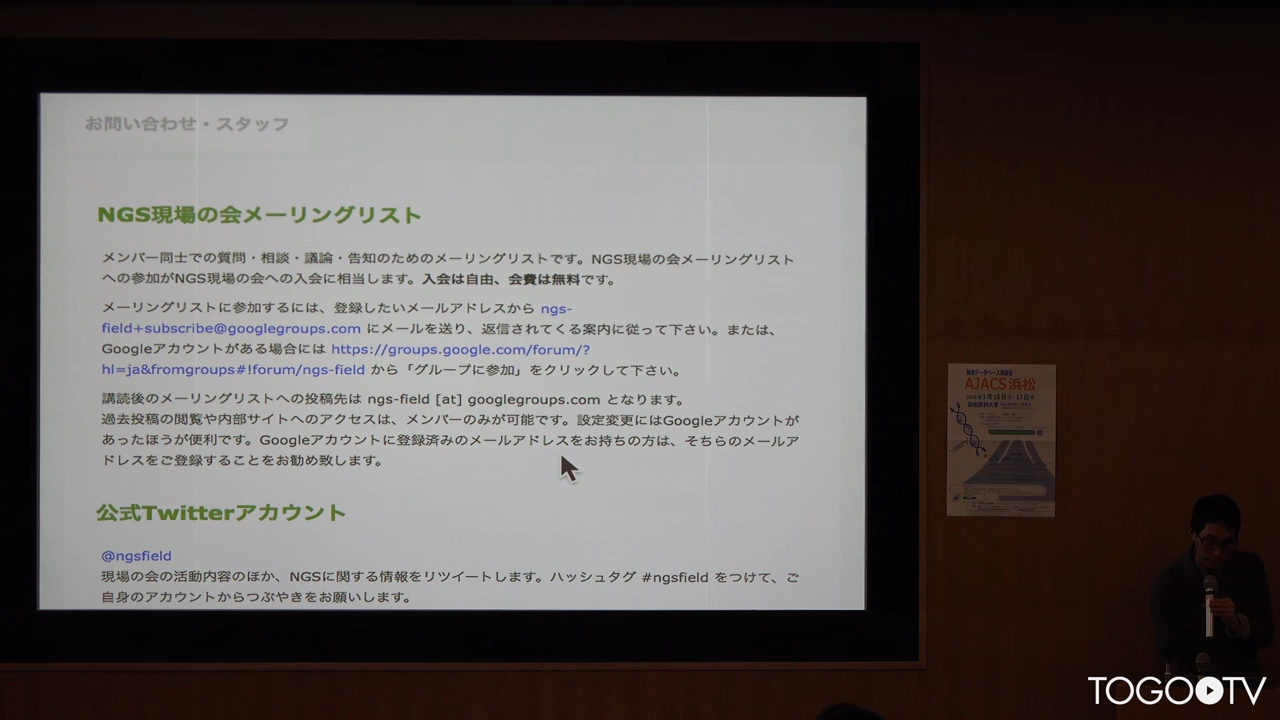 お問い合わせ・スタッフ
NGS現場の会メーリングリスト
メンバー同士での質問・相談・議論・告知のためのメーリングリストです。NGS現場の会メーリングリスト
への参加がNGS現場の会への入会に相当します。入会は自由、会費は無料です。
メーリングリストに参加するには、登録したいメールアドレスから ngs-
field+subscribe@googlegroups.com にメールを送り、返信されてくる案内に従って下さい。または、
Googleアカウントがある場合には https://groups.google.com/forum/?
hl=ja&fromgroups#!forum/ngs-field から「グループに参加」をクリックして下さい。
講読後のメーリングリストへの投稿先は ngs-field [at] googlegroups.com となります。
過去投稿の閲覧や内部サイトへのアクセスは、メンバーのみが可能です。設定変更にはGoogleアカウントが
あったほうが便利です。Googleアカウントに登録済みのメールアドレスをお持ちの方は、そちらのメールア
ドレスをご登録することをお勧め致します。
公式Twitterアカウント
@ngsfield
現場の会の活動内容のほか、NGSに関する情報をリツイートします。ハッシュタグ #ngsfield をつけて、ご
自身のアカウントからつぶやきをお願いします。
統合データベース講習会
AJACS浜松
浜松医科大学
TOGOTV